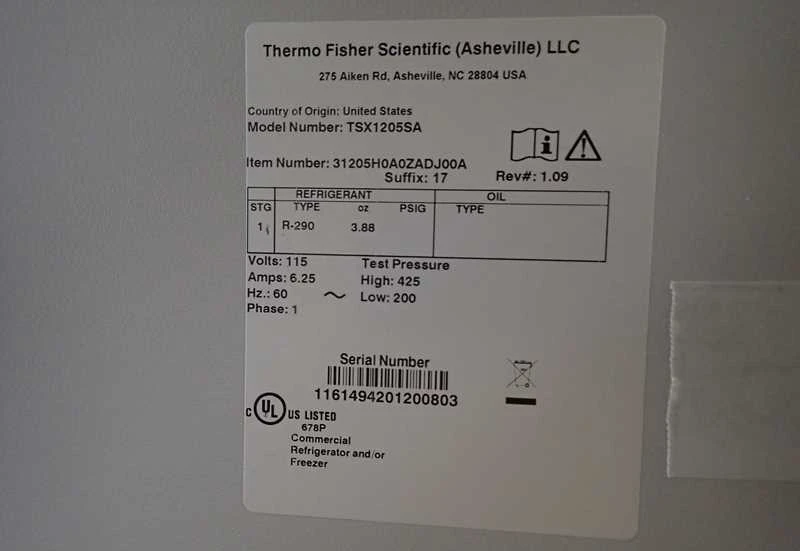 Thermo Fisher Scientific (Asheville) LLC
275 Aiken Rd, Asheville, NC 28804 USA
Country of Origin: United States
Model Number: TSX1205SA
Item Number: 31205H0A0ZADJ00A
Suffix: 17 Rev#: 1.09
REFRIGERANT OIL
STG TYPE oz PSIG TYPE
1 R-290 3.88
Volts: 115 Test Pressure
Amps: 6.25 High: 425
Hz.: 60 ~ Low: 200
Phase: 1
Serial Number
1161494201200803
C UL US LISTED
678P
Commercial
Refrigerator and/or
Freezer